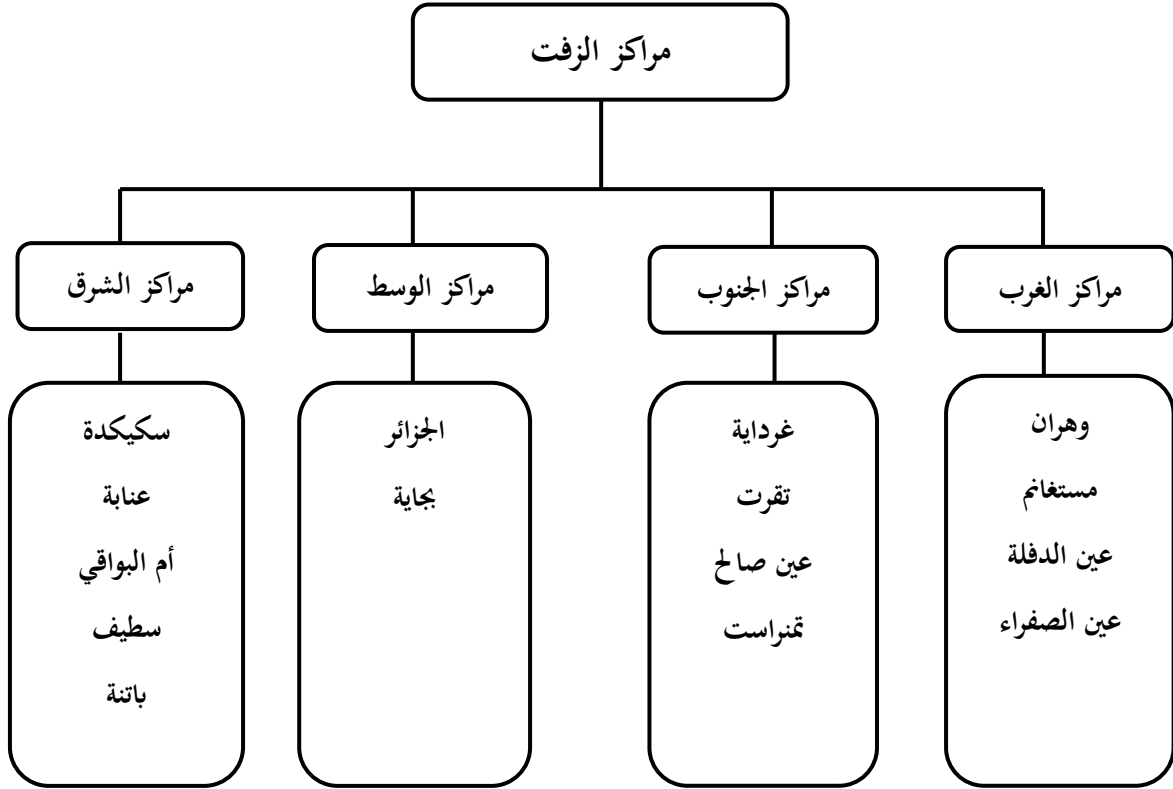 مراكز الزفت
مراكز الغرب
مراكز الجنوب
مراكز الوسط
مراكز الشرق
وهران
مستغانم
عين الدفلة
عين الصفراء
غرداية
تقرت
عين صالح
تمنراست
الجزائر
بجاية
سكيكدة
عنابة
أم البواقي
سطيف
باتنة